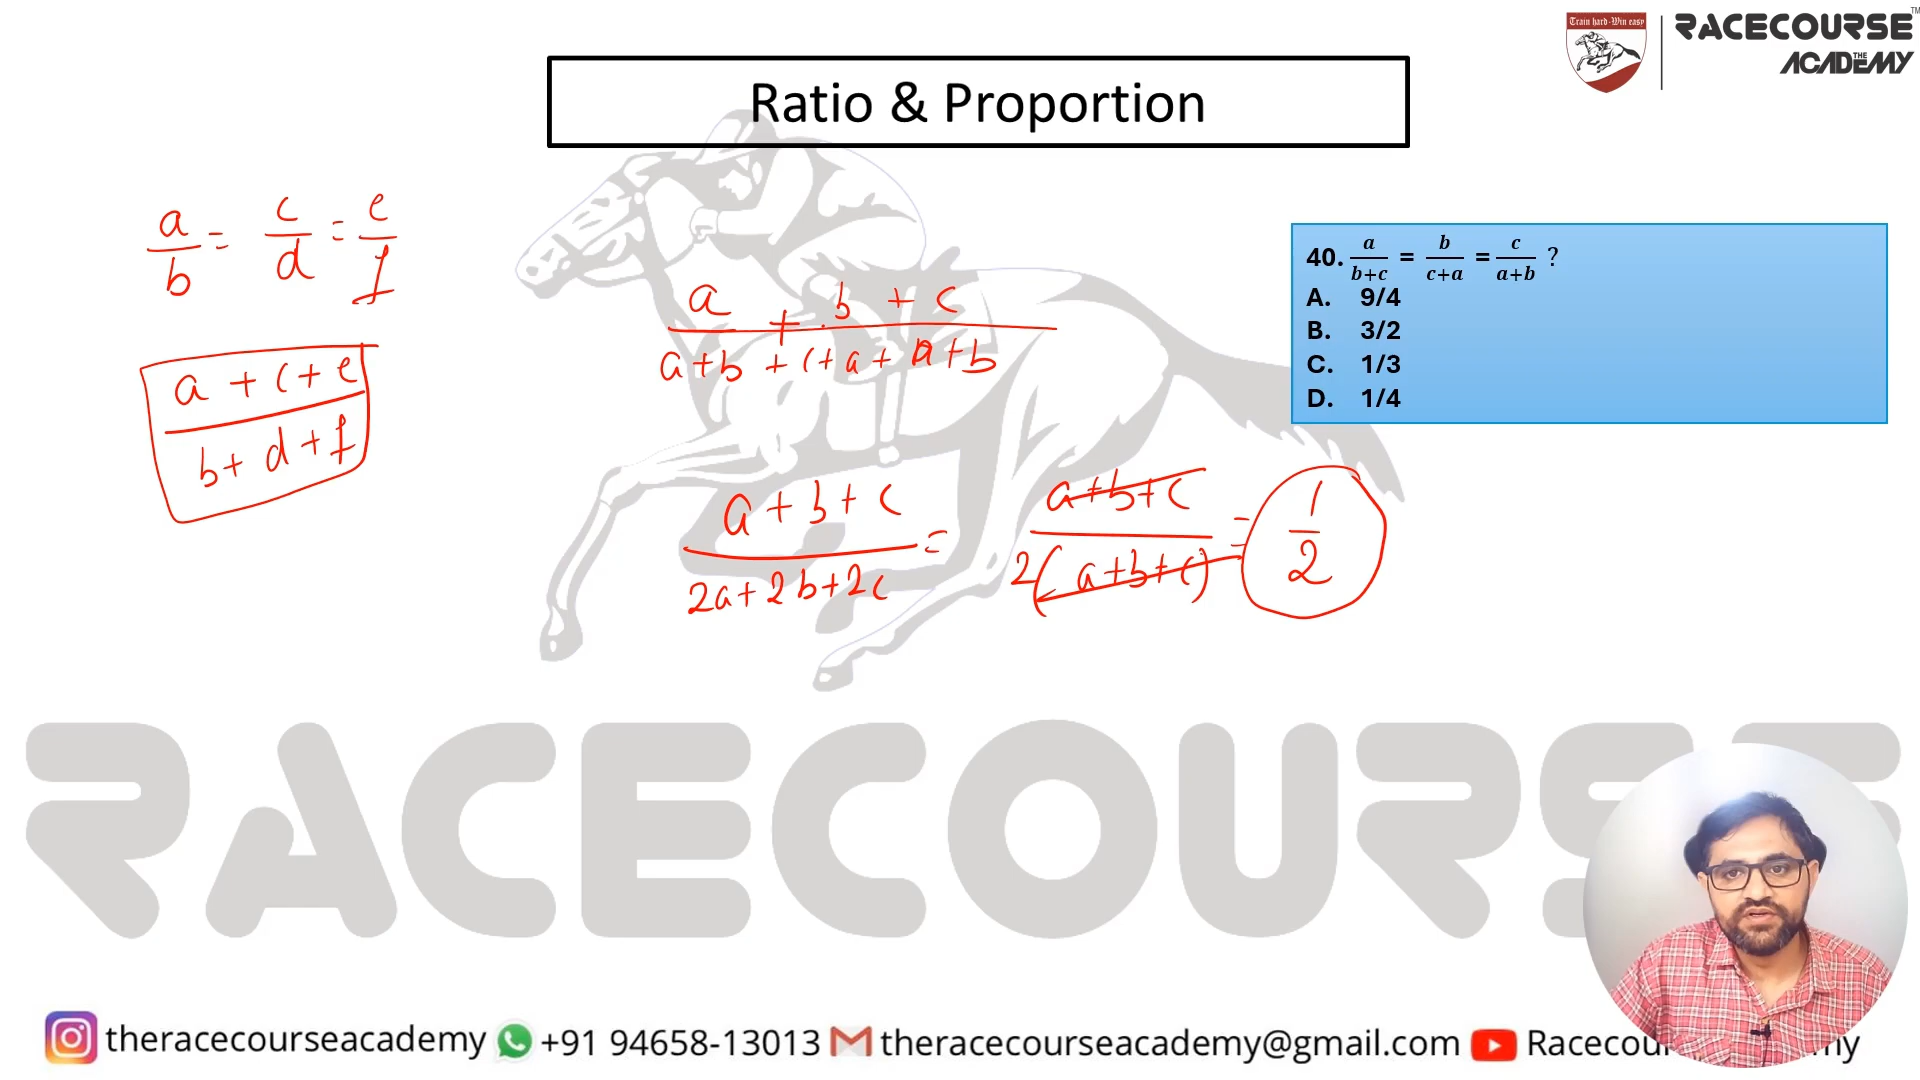 Train hard-Win easy
RACECOURSE™
THE ACADEMY
Ratio & Proportion
a/b = c/d = e/f
a + c + e / b + d + f
a + b + c / a+b + c+a + a+b
a + b + c / 2a + 2b + 2c = a+b+c / 2(a+b+c) = 1/2
40. a/b+c = b/c+a = c/a+b ?
A. 9/4
B. 3/2
C. 1/3
D. 1/4
RACECOURSE
theracecourseacademy +91 94658-13013 theracecourseacademy@gmail.com